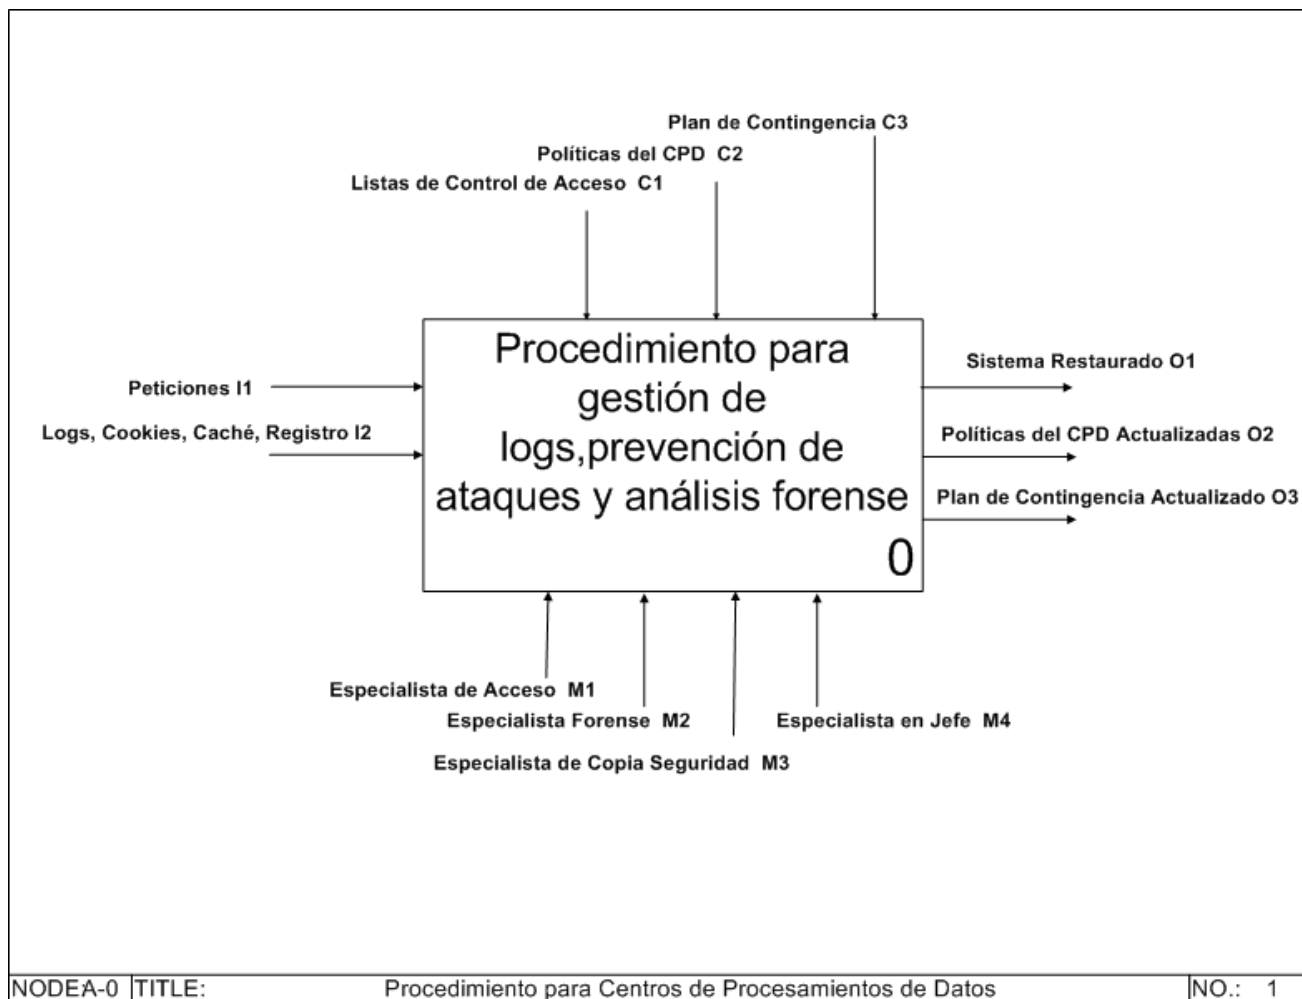 Plan de Contingencia C3
Políticas del CPD C2
Listas de Control de Acceso C1
Procedimiento para
gestión de
logs,prevención de
ataques y análisis forense
0
Peticiones I1
Logs, Cookies, Caché, Registro I2
Sistema Restaurado O1
Políticas del CPD Actualizadas O2
Plan de Contingencia Actualizado O3
Especialista de Acceso M1
Especialista Forense M2
Especialista en Jefe M4
Especialista de Copia Seguridad M3
NODEA-0 TITLE: Procedimiento para Centros de Procesamientos de Datos NO.: 1